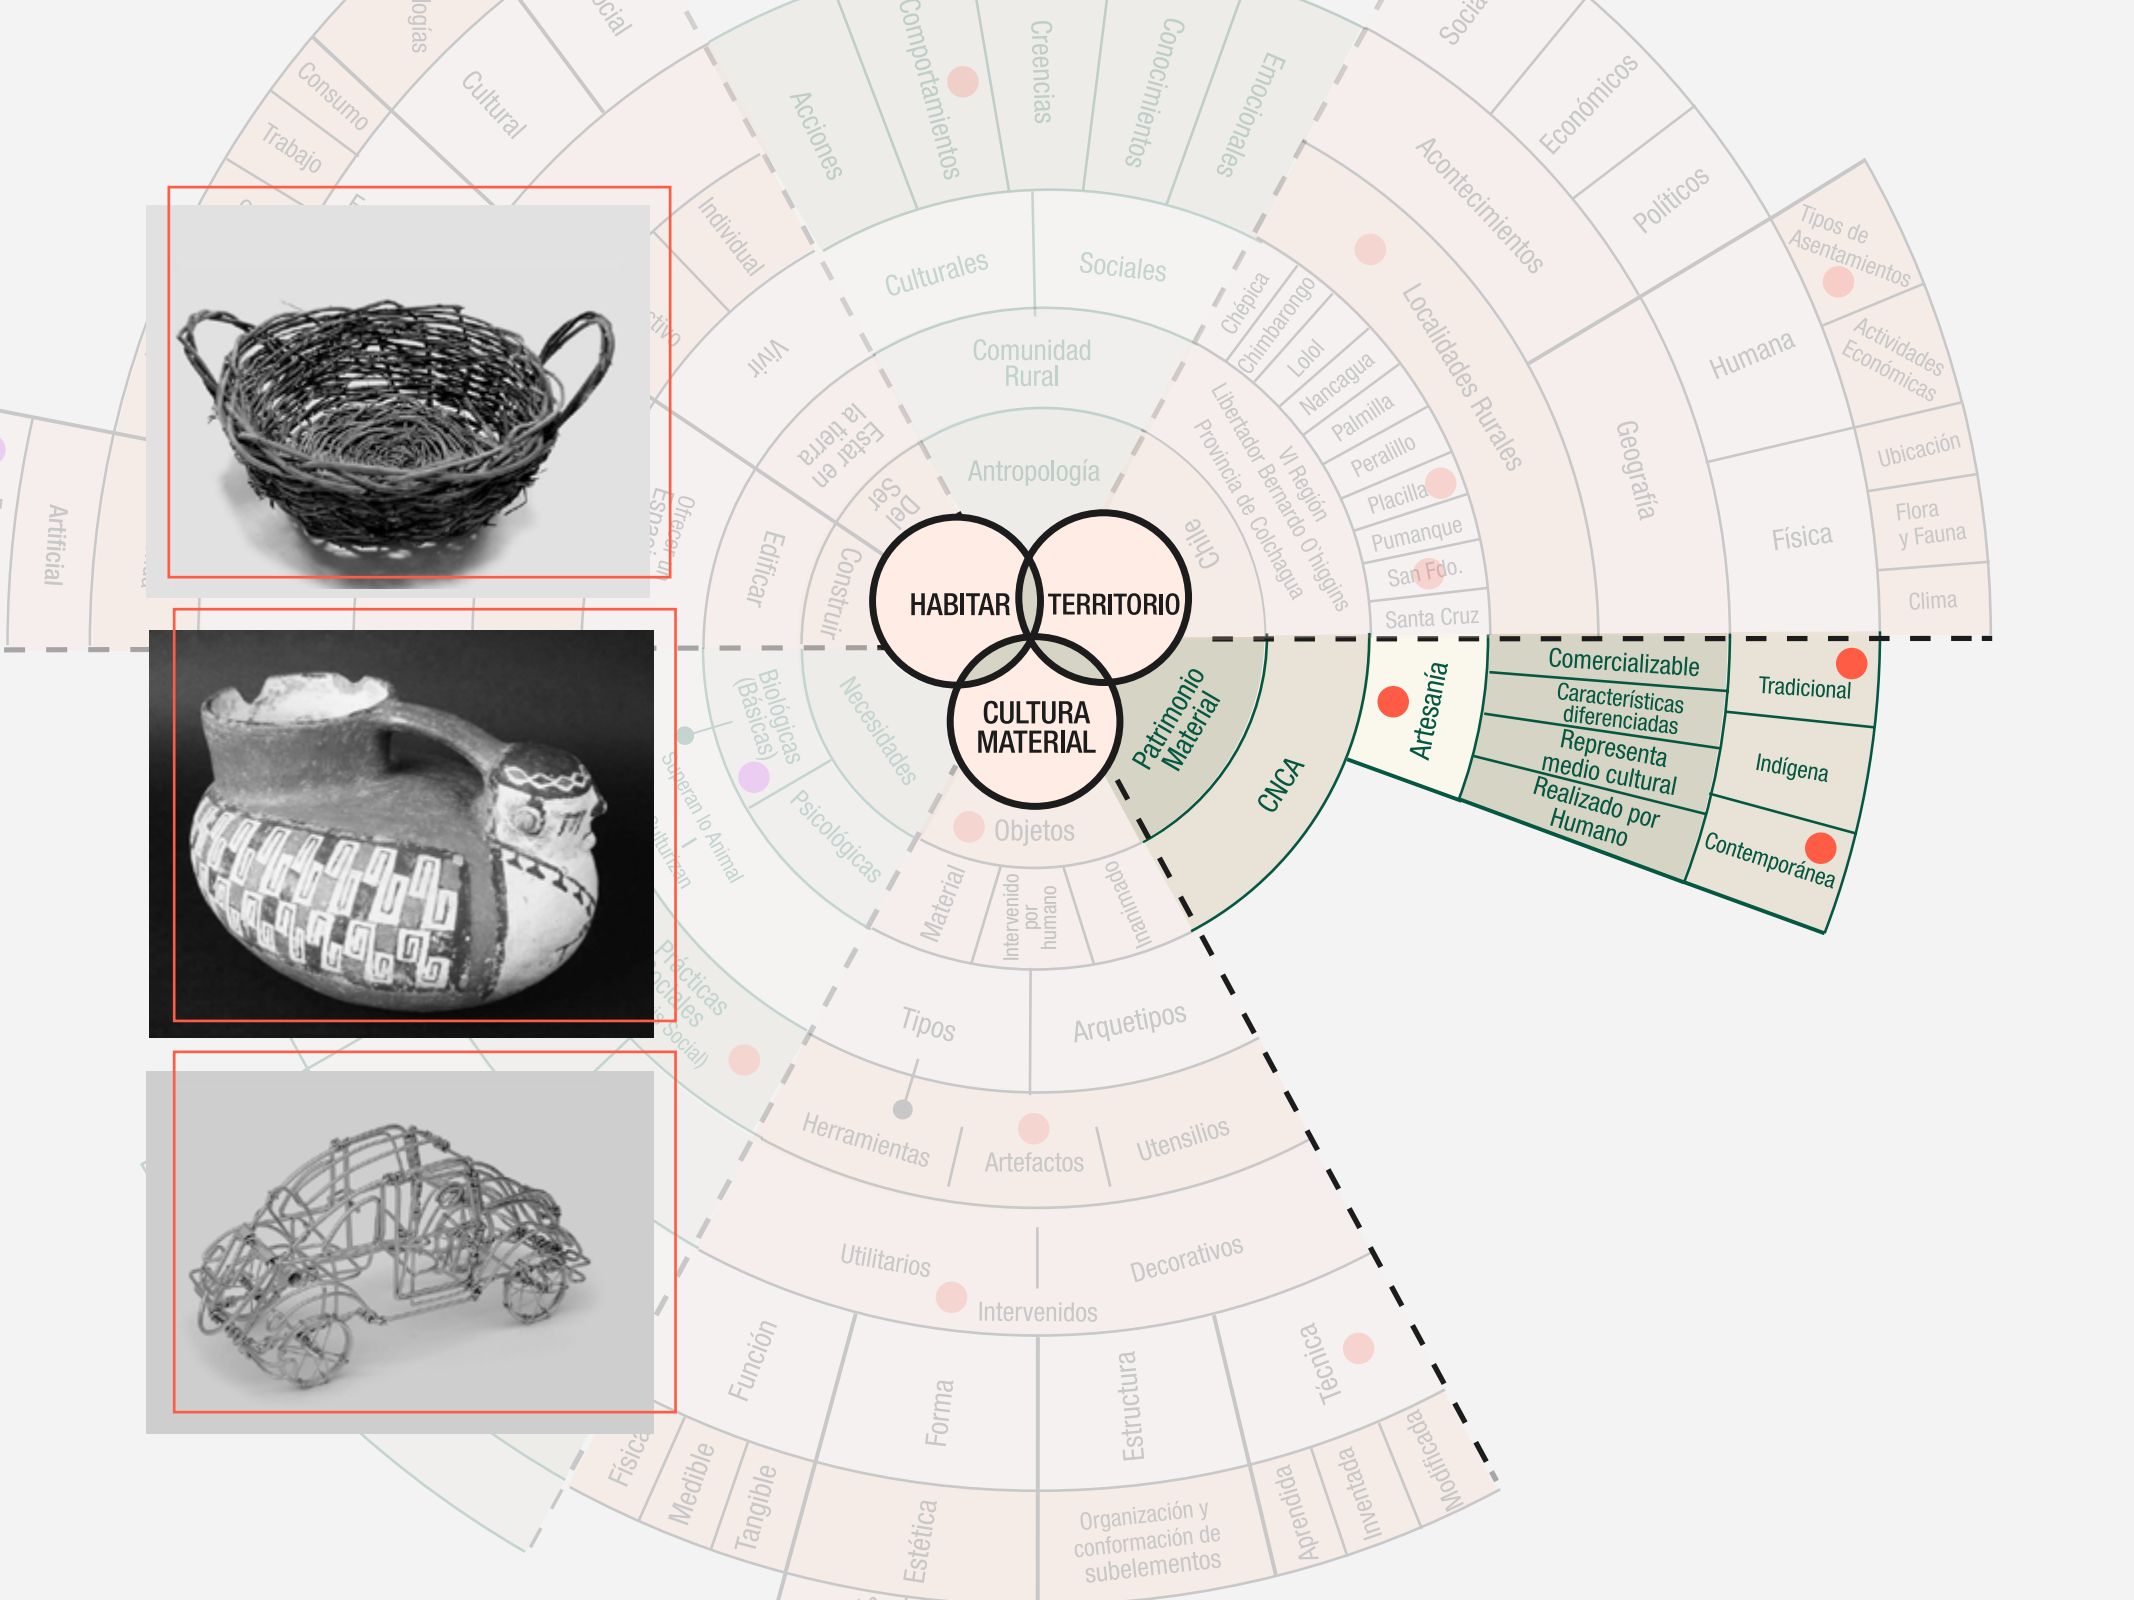 HABITAR
TERRITORIO
CULTURA
MATERIAL
Patrimonio
Material
CNCA
Artesanía
Comercializable
Características
diferenciadas
Representa
medio cultural
Realizado por
Humano
Tradicional
Indígena
Contemporánea
Consumo
Trabajo
Cultural
Individual
Vivir
Estar en
la tierra
Del
Ser
Edificar
Construir
Ofrecer un
Artificial
Acciones
Comportamientos
Creencias
Conocimientos
Emocionales
Culturales
Sociales
Comunidad
Rural
Antropología
Económicos
Políticos
Acontecimientos
Localidades Rurales
Chépica
Chimbarongo
Lolol
Nancagua
Palmilla
Peralillo
Placilla
Pumanque
San Fdo.
Santa Cruz
VI Región
Libertador Bernardo O'higgins
Provincia de Colchagua
Chile
Geografía
Humana
Física
Tipos de
Asentamientos
Actividades
Económicas
Ubicación
Flora
y Fauna
Clima
Necesidades
Biológicas
(Básicas)
Psicológicas
Superan lo Animal
Prácticas
Objetos
Material
Intervenido
por
humano
Inanimado
Tipos
Arquetipos
Herramientas
Artefactos
Utensilios
Utilitarios
Decorativos
Intervenidos
Función
Forma
Estructura
Técnica
Física
Medible
Tangible
Estética
Organización y
conformación de
subelementos
Aprendida
Inventada
Modificada